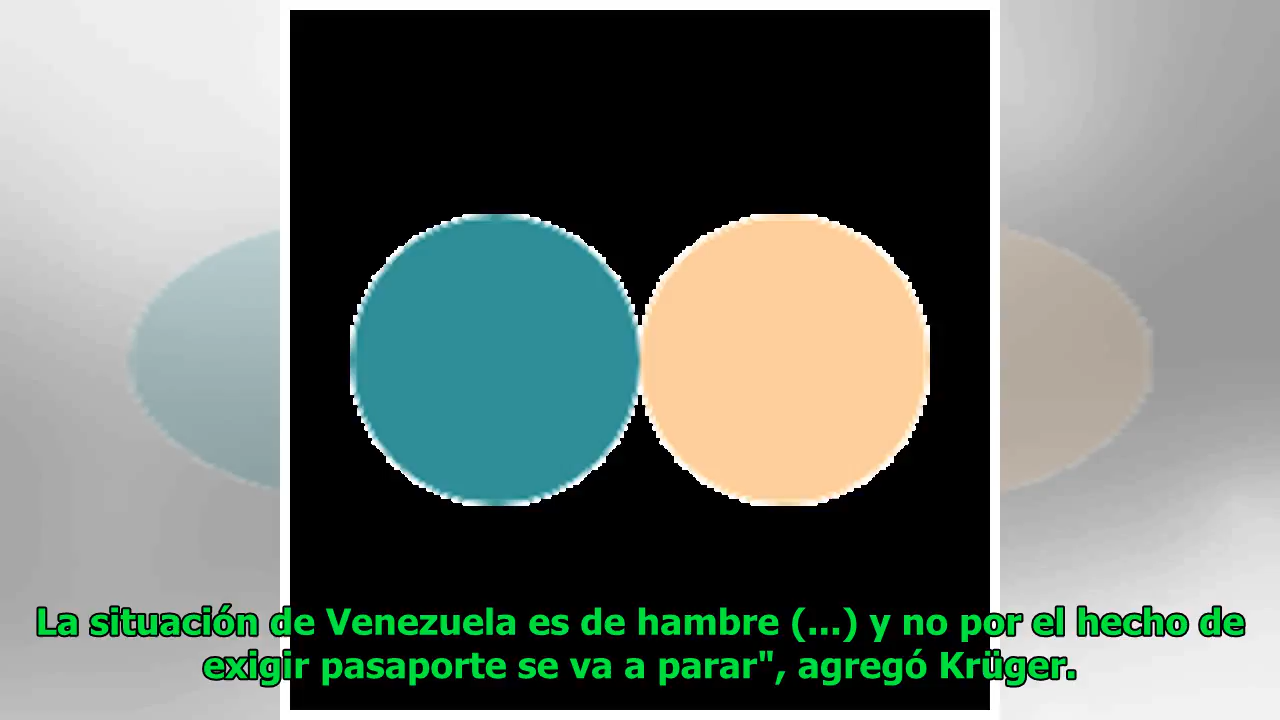 La situación de Venezuela es de hambre (...) y no por el hecho de
exigir pasaporte se va a parar", agregó Krüger.